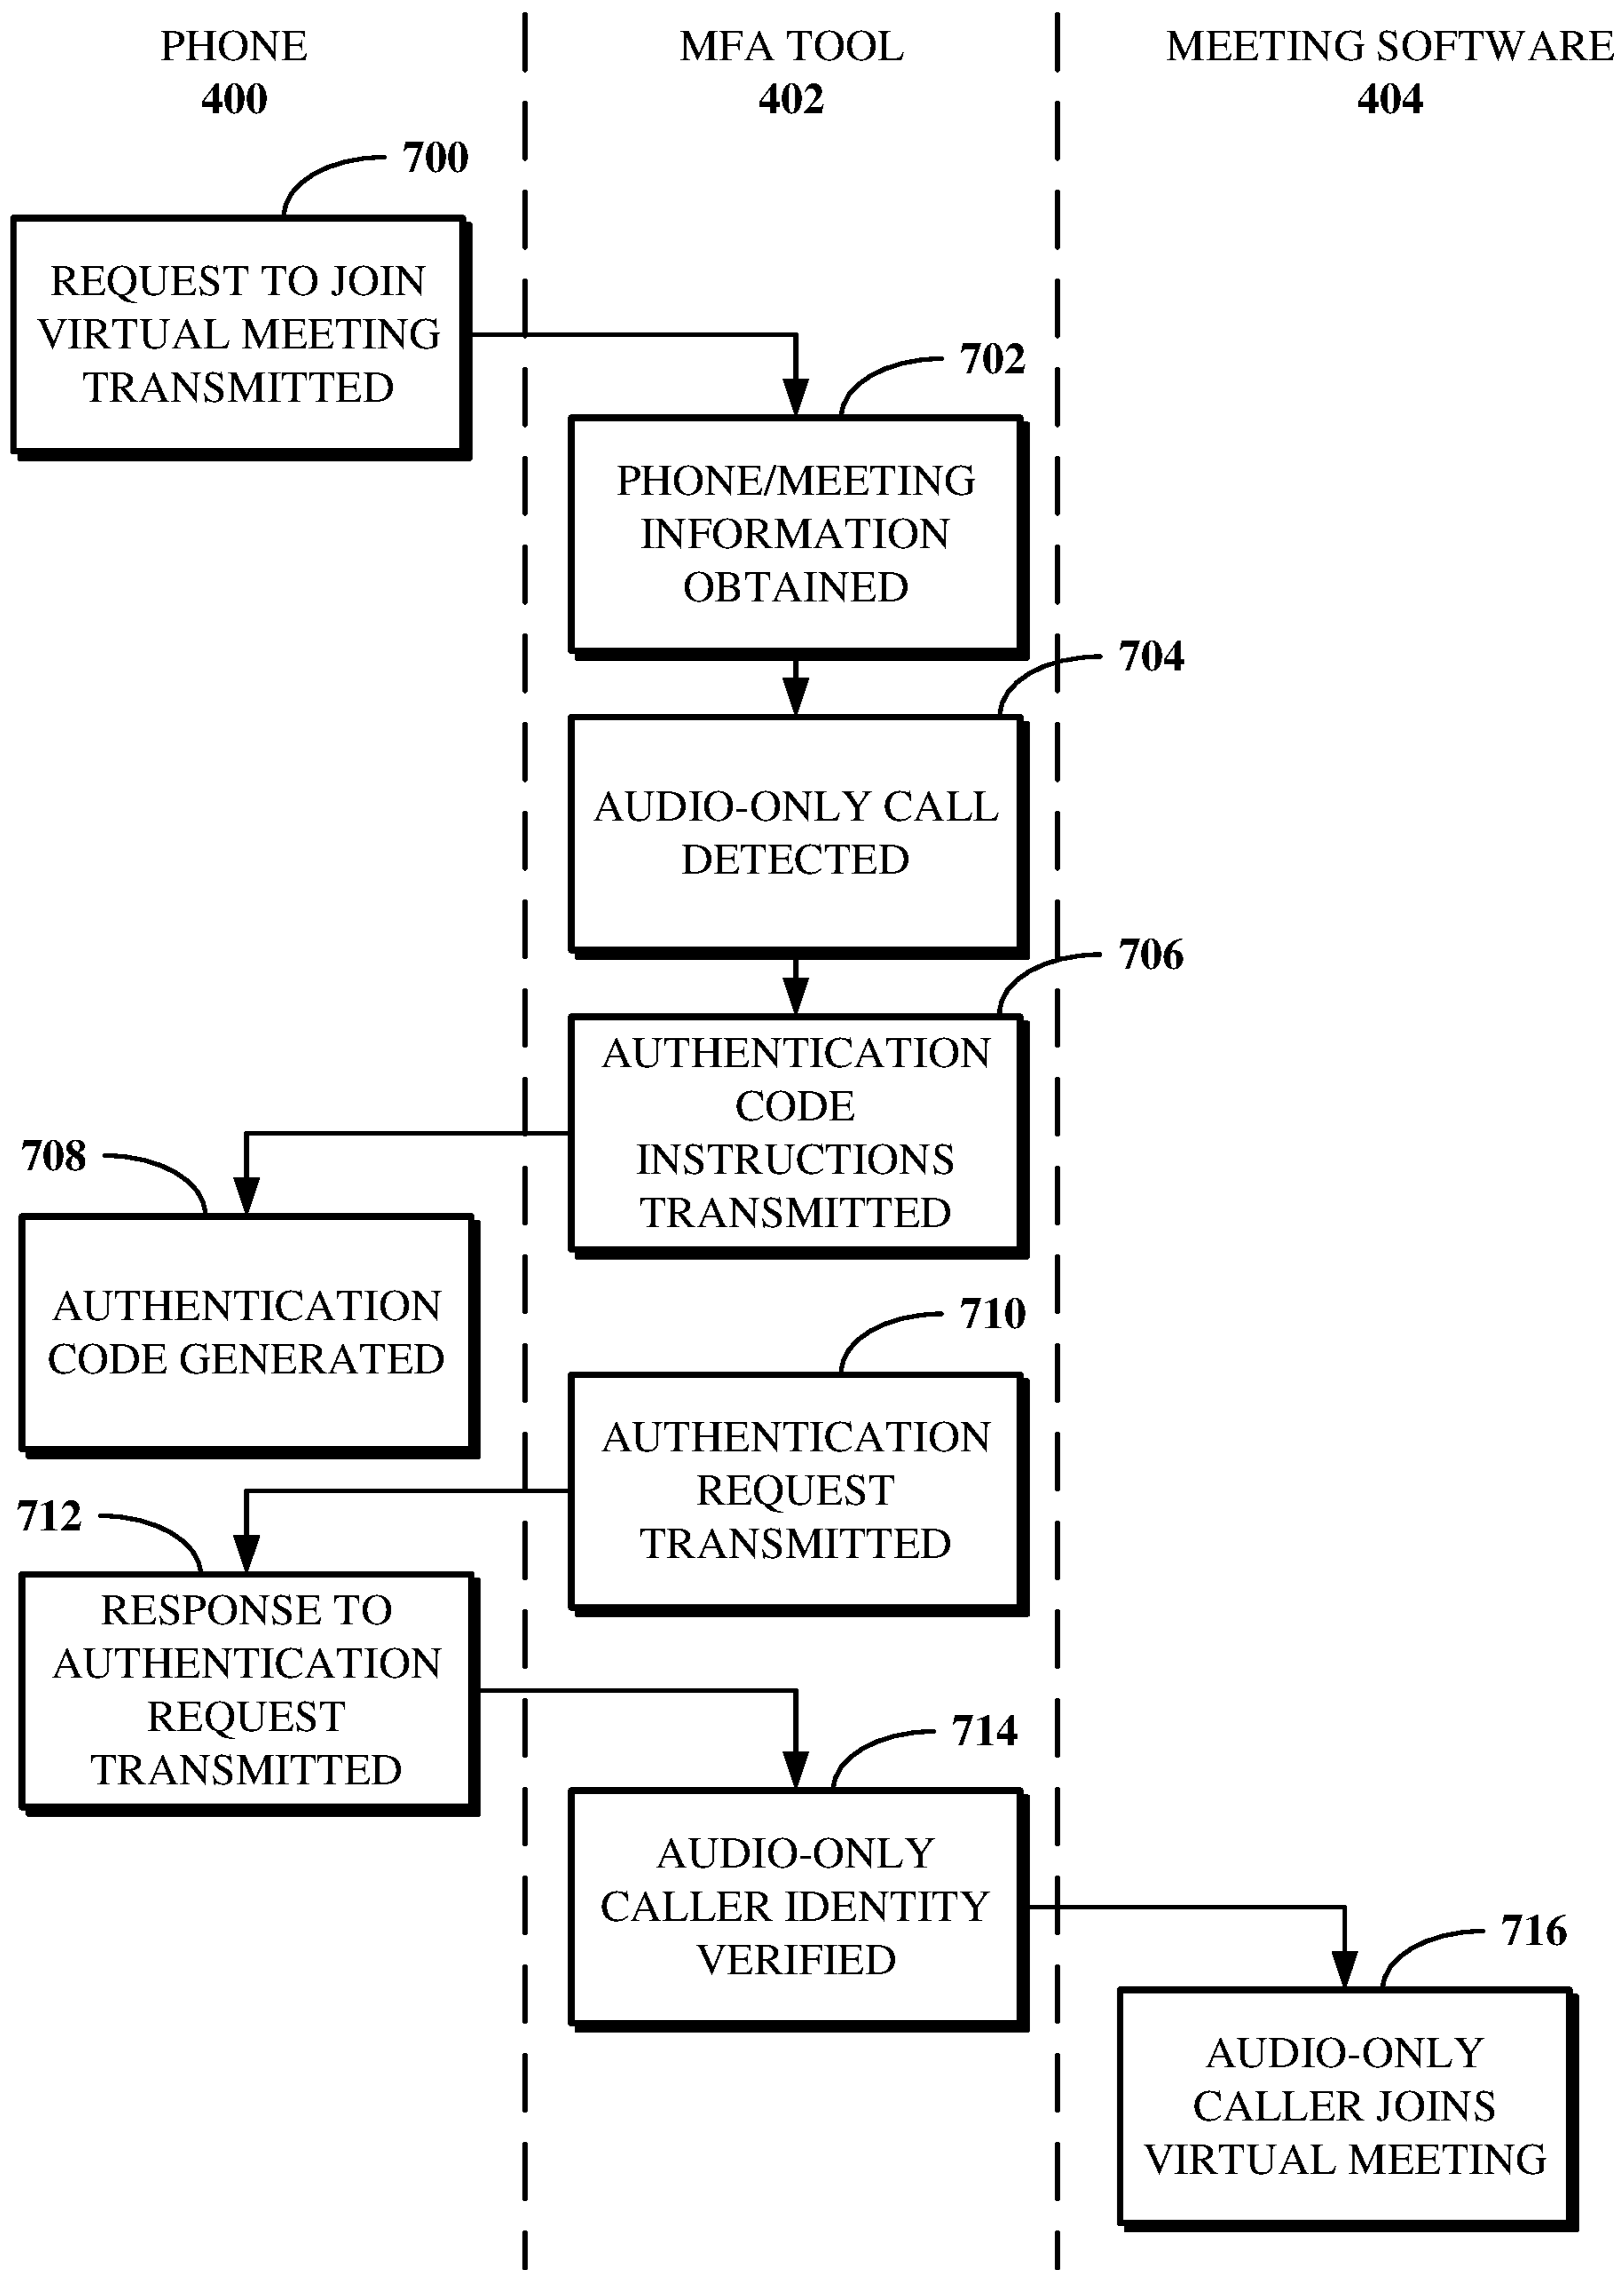 PHONE
400
MFA TOOL
402
MEETING SOFTWARE
404
700
REQUEST TO JOIN
VIRTUAL MEETING
TRANSMITTED
702
PHONE/MEETING
INFORMATION
OBTAINED
704
AUDIO-ONLY CALL
DETECTED
706
AUTHENTICATION
CODE
INSTRUCTIONS
TRANSMITTED
708
AUTHENTICATION
CODE GENERATED
710
AUTHENTICATION
REQUEST
TRANSMITTED
712
RESPONSE TO
AUTHENTICATION
REQUEST
TRANSMITTED
714
AUDIO-ONLY
CALLER IDENTITY
VERIFIED
716
AUDIO-ONLY
CALLER JOINS
VIRTUAL MEETING